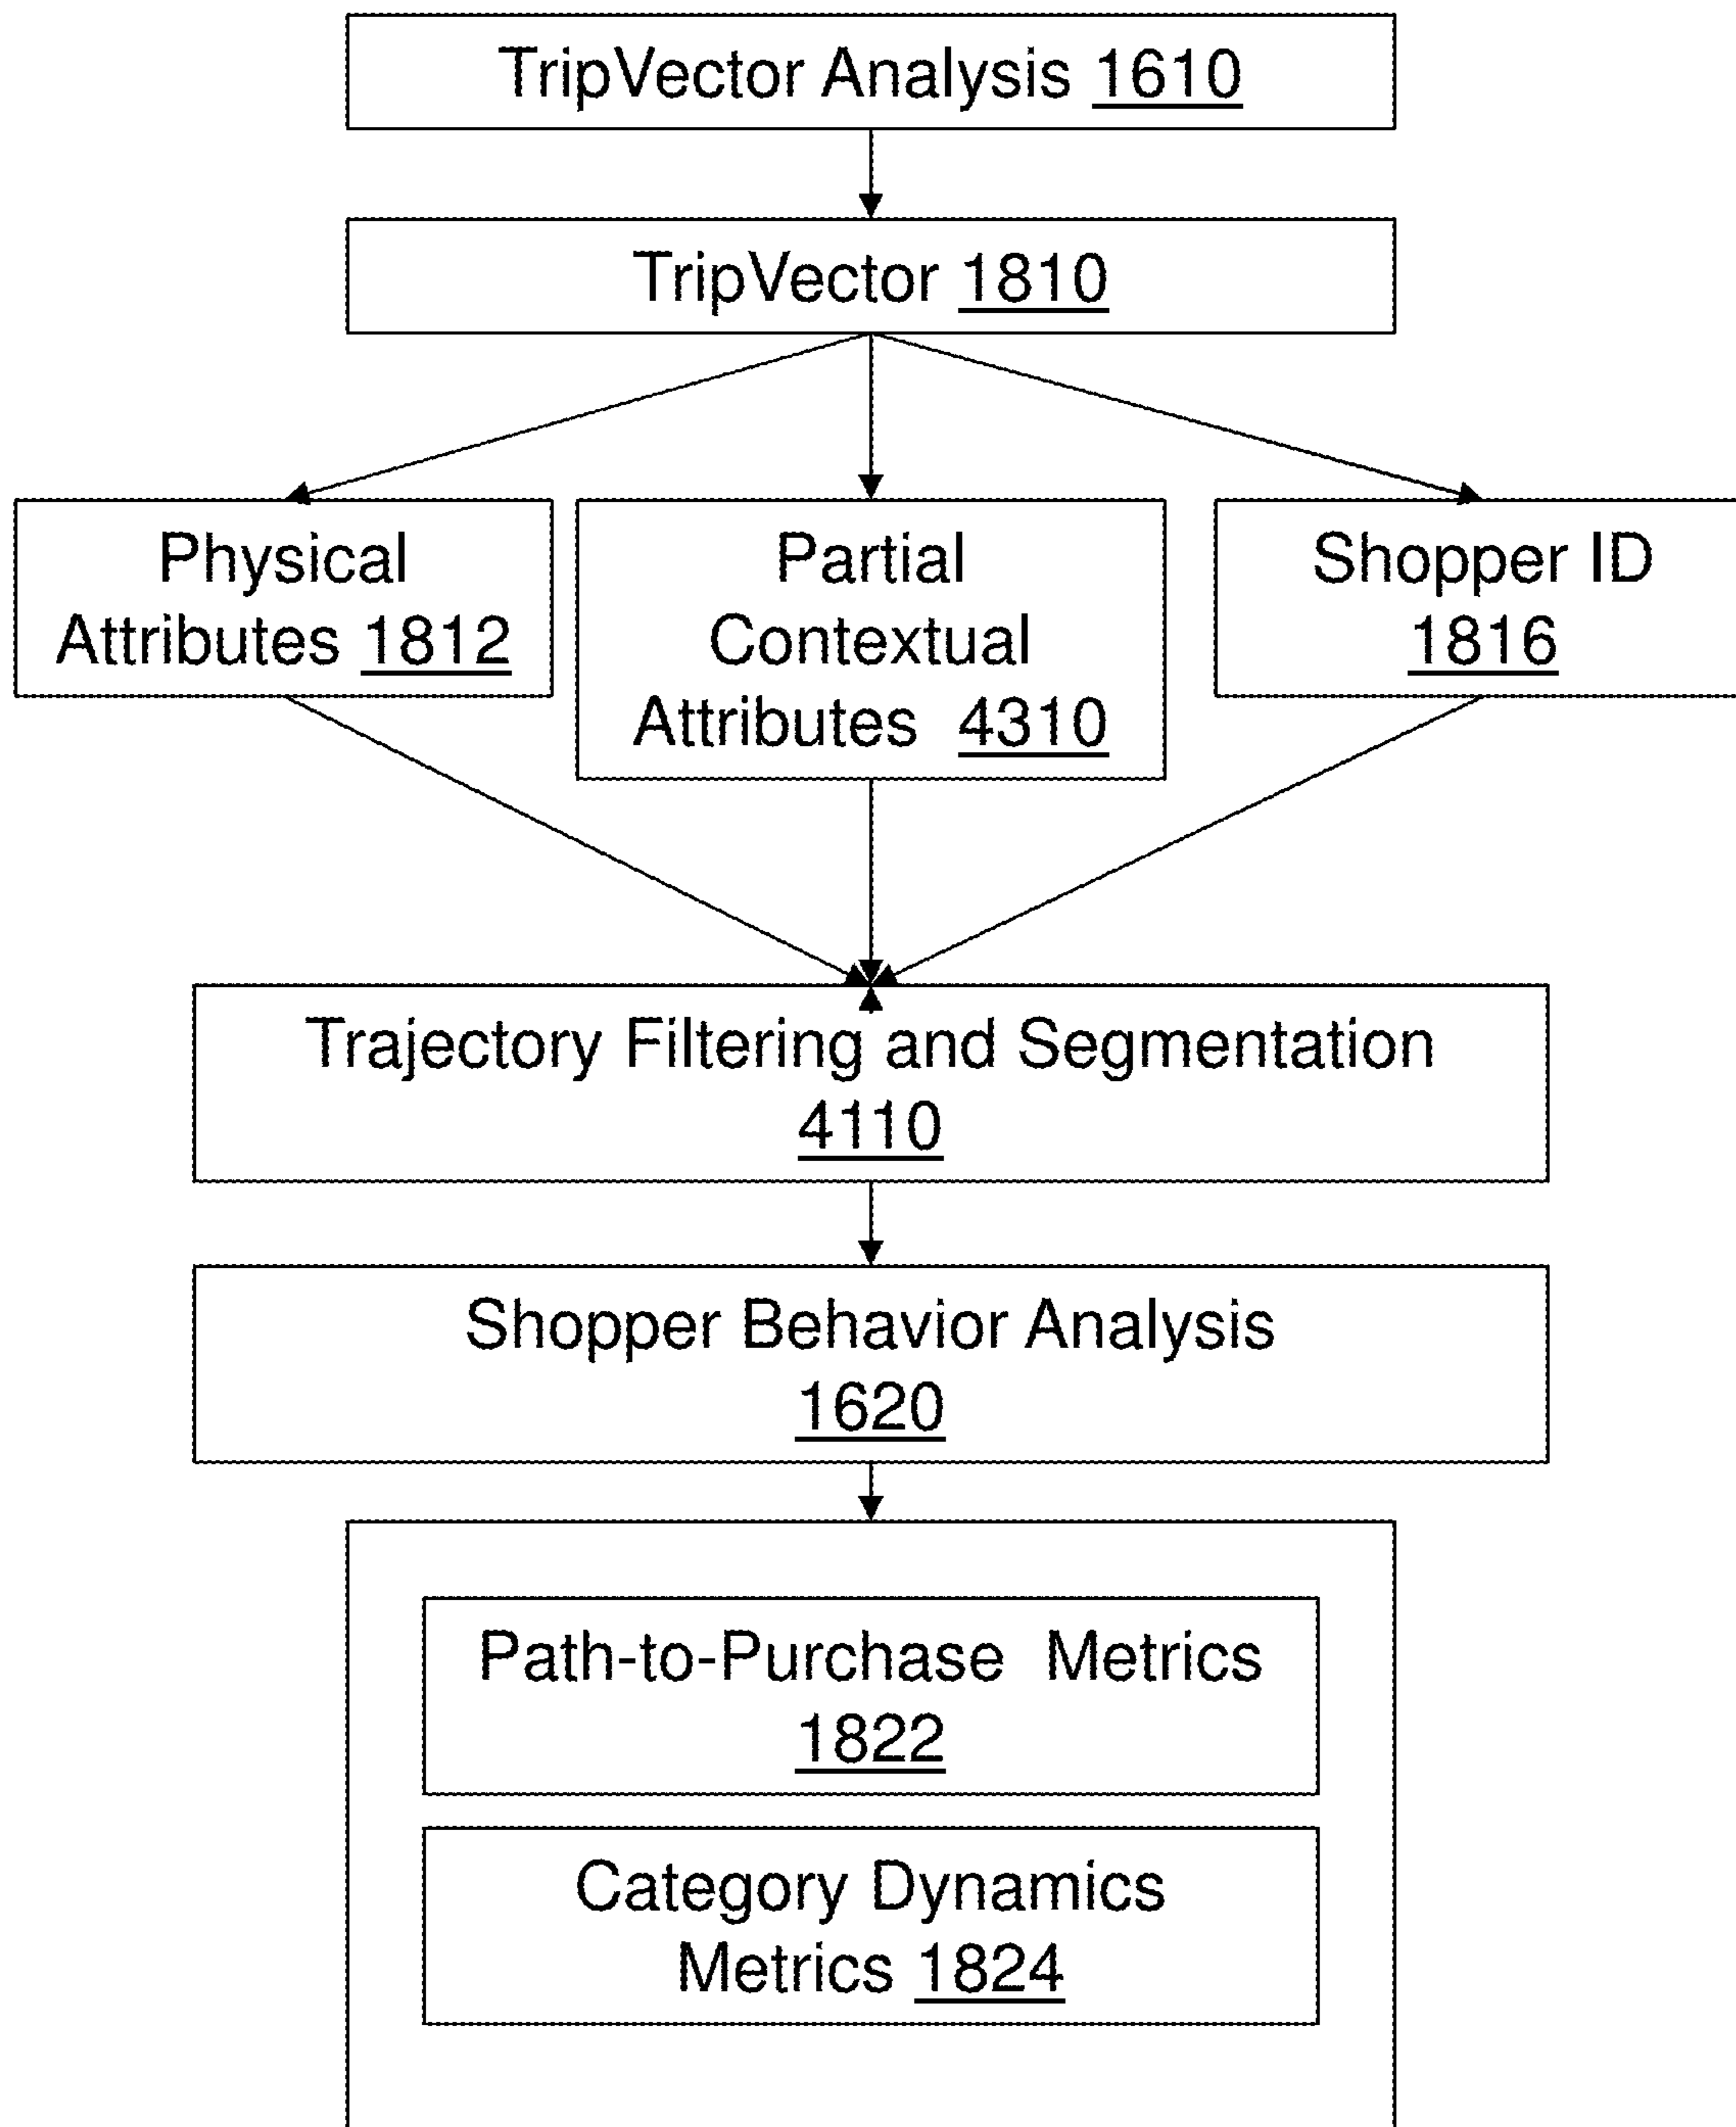 TripVector Analysis 1610
TripVector 1810
Physical
Attributes 1812
Partial
Contextual
Attributes 4310
Shopper ID
1816
Trajectory Filtering and Segmentation
4110
Shopper Behavior Analysis
1620
Path-to-Purchase Metrics
1822
Category Dynamics
Metrics 1824